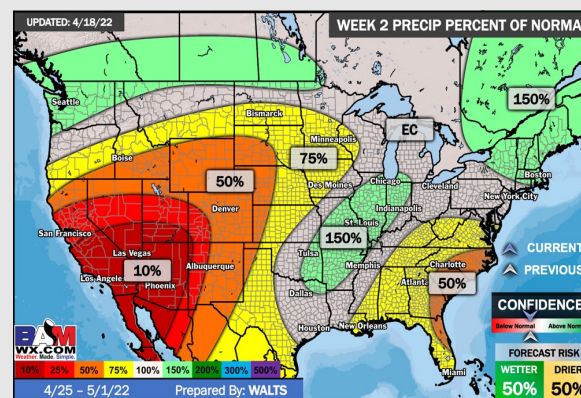 UPDATED: 4/18/22
WEEK 2 PRECIP PERCENT OF NORMA
Seattle
150%
Bismarck
EC
Minneapolis
75%
Boise
Boston
50%
Des Moines
Chicago
Cleveland
New York City
Denver
Indianapolis
San Francisco
St. Louis
CURRENT
150%
Las Vegas
Tulsa
Charlotte
PREVIOUS
10%
Albuquerque
Memphis
Los Angele
Phoenix
Atlant
50%
Dallas
CONFIDENCE
Houston
New Orleans
Below Normal
Above Norm
BAM
WX.COM
Weather. Made. Simple.
FORECAST RISK
Miami
10% 25% 50% 75% 100% 150% 200% 300% 500%
WETTER
DRIER
4/25 - 5/1/22
Prepared By: WALTS
50%
50%